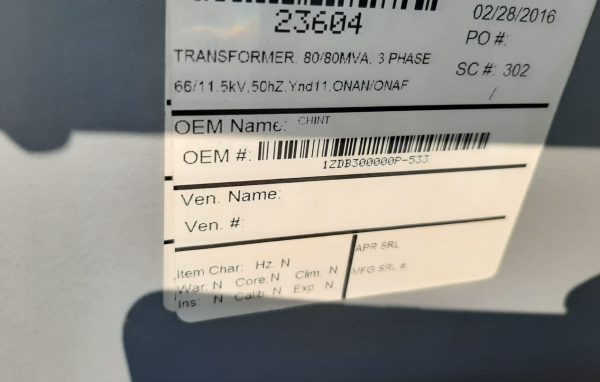 23604
02/28/2016
PO #:
TRANSFORMER, 80/80MVA, 3 PHASE
SC #: 302
66/11.5kV,50hZ,Ynd11,ONAN/ONAF
/
OEM Name: CHINT
OEM #:
1ZDB300000P-533
Ven. Name:
Ven. #:
Item Char: Hz: N
War: N Core: N Clim: N
Ins: N Calib: N Exp: N
APR SRL
MFG SRL #: